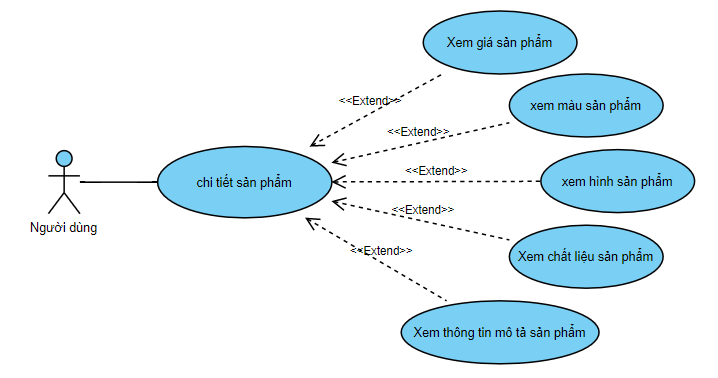 Xem giá sản phẩm
<<Extend>>
xem màu sản phẩm
<<Extend>>
<<Extend>>
xem hình sản phẩm
chi tiết sản phẩm
<<Extend>>
Người dùng
<<Extend>>
Xem chất liệu sản phẩm
Xem thông tin mô tả sản phẩm